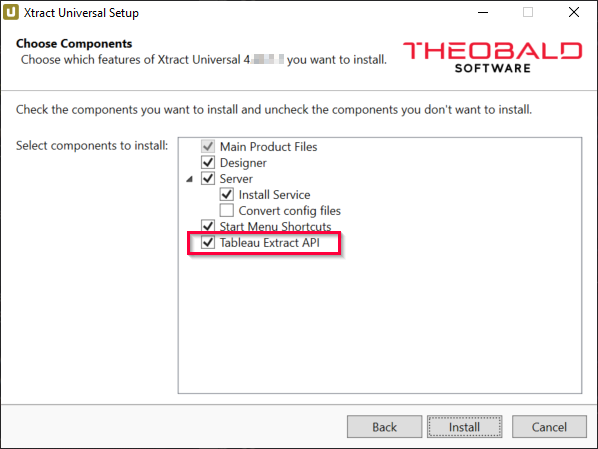 Xtract Universal Setup
Choose Components
Choose which features of Xtract Universal 4. you want to install.
THEOBALD
SOFTWARE
Check the components you want to install and uncheck the components you don't want to install.
Select components to install:
Main Product Files
Designer
Server
Install Service
Convert config files
Start Menu Shortcuts
Tableau Extract API
Back
Install
Cancel